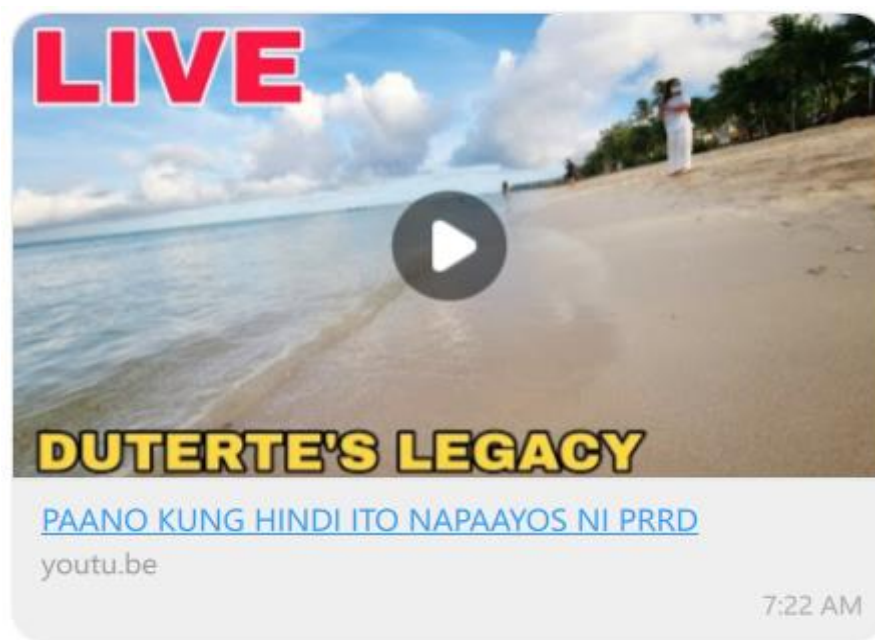 LIVE
DUTERTE'S LEGACY
PAANO KUNG HINDI ITO NAPAAYOS NI PRRD
youtu.be
7:22 AM